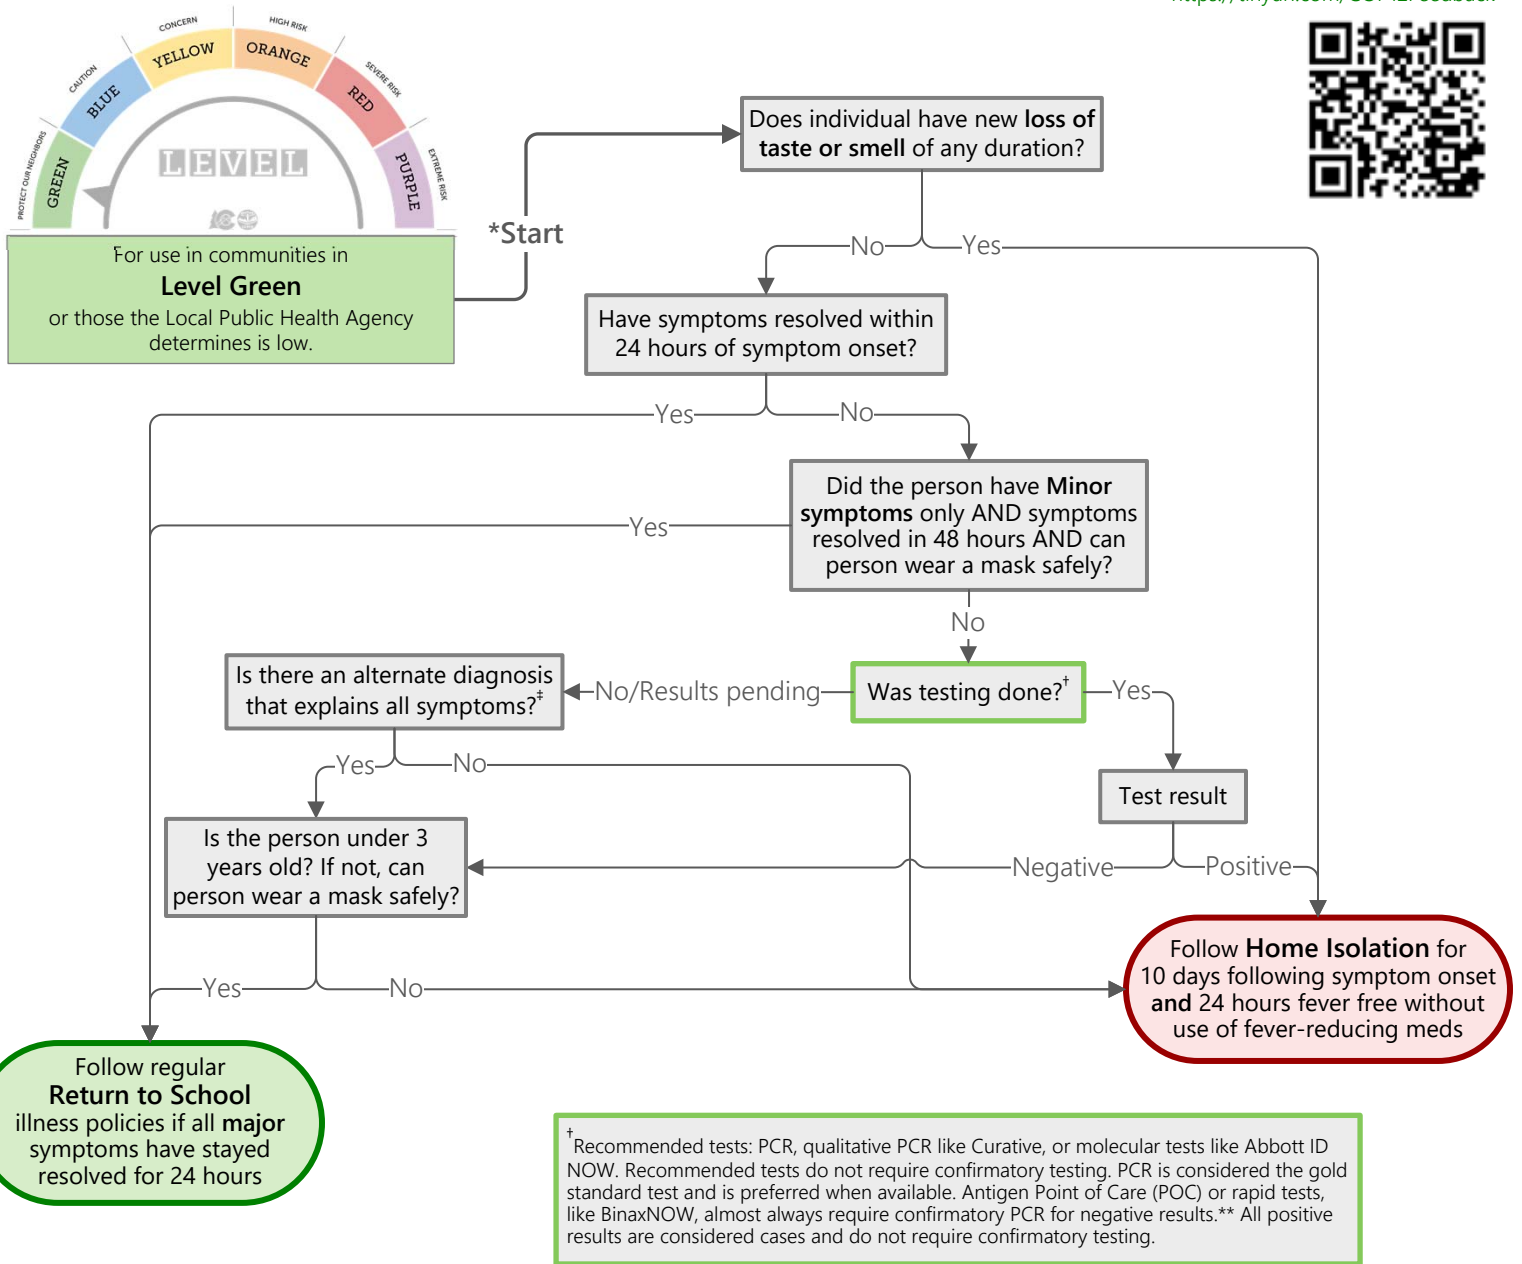 CONCERN
HIGH RISK
YELLOW
ORANGE
CAUTION
SEVERE RISK
BLUE
RED
PROTECT OUR NEIGHBORS
EXTREME RISK
GREEN
PURPLE
LEVEL
For use in communities in
Level Green
or those the Local Public Health Agency
determines is low.
*Start
Does individual have new loss of
taste or smell of any duration?
No
Yes
Have symptoms resolved within
24 hours of symptom onset?
Yes
No
Did the person have Minor
symptoms only AND symptoms
resolved in 48 hours AND can
person wear a mask safely?
Yes
No
Is there an alternate diagnosis
that explains all symptoms?‡
No/Results pending
Was testing done?†
Yes
Yes
No
Test result
Is the person under 3
years old? If not, can
person wear a mask safely?
Negative
Positive
Yes
No
Follow Home Isolation for
10 days following symptom onset
and 24 hours fever free without
use of fever-reducing meds
Follow regular
Return to School
illness policies if all major
symptoms have stayed
resolved for 24 hours
†Recommended tests: PCR, qualitative PCR like Curative, or molecular tests like Abbott ID
NOW. Recommended tests do not require confirmatory testing. PCR is considered the gold
standard test and is preferred when available. Antigen Point of Care (POC) or rapid tests,
like BinaxNOW, almost always require confirmatory PCR for negative results.** All positive
results are considered cases and do not require confirmatory testing.